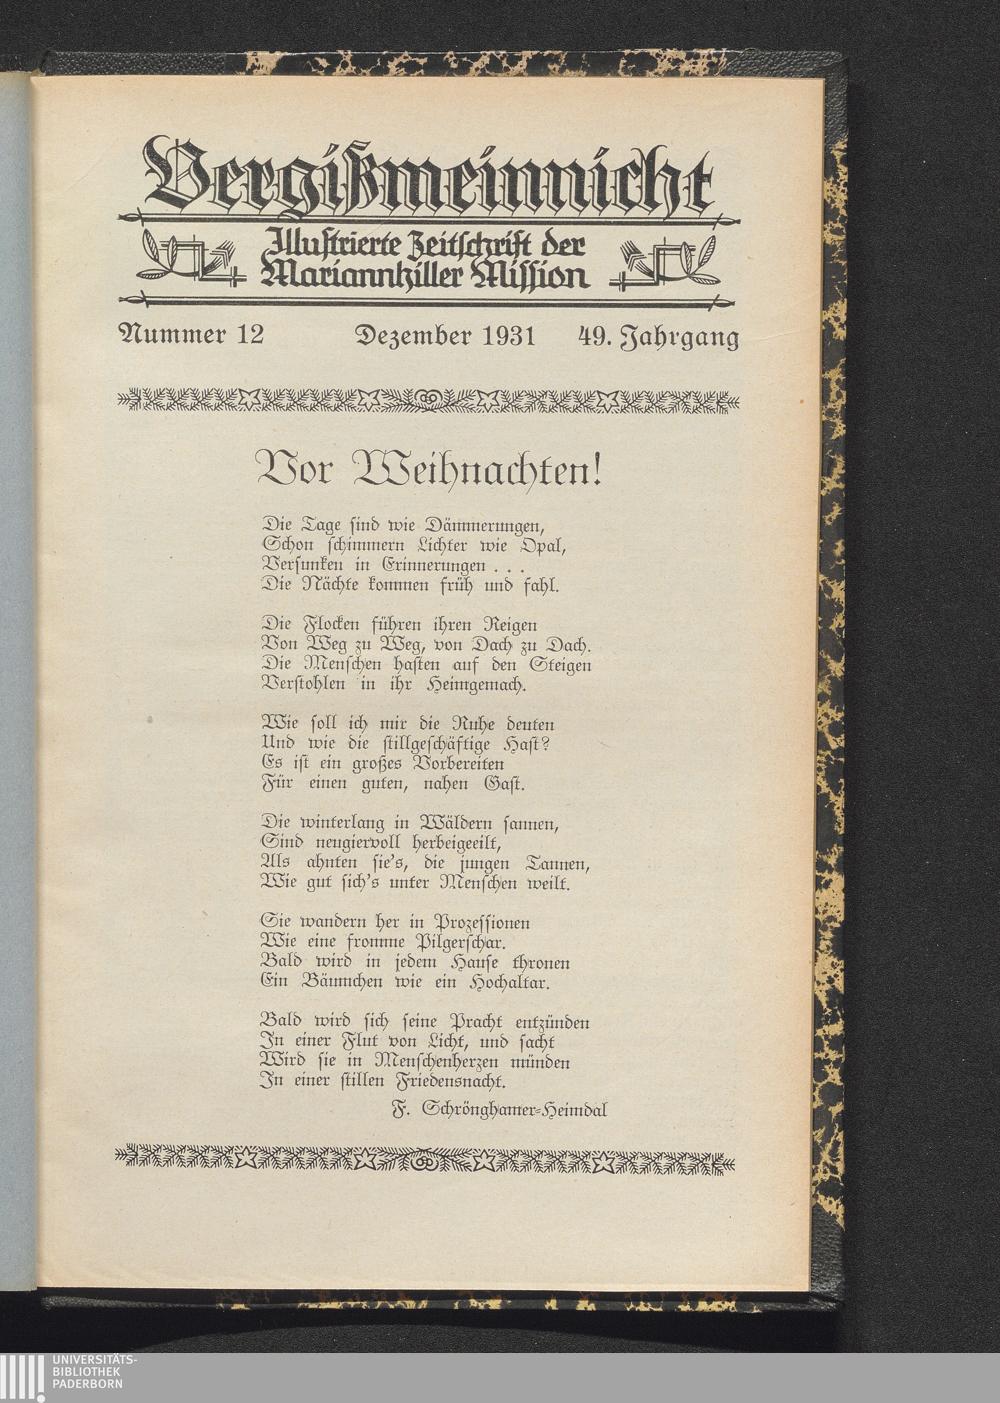 Vergißmeinnicht
Illustrierte Zeitschrift der
Mariannhiller Mission
Nummer 12 Dezember 1931 49. Jahrgang
Vor Weihnachten!
Die Tage sind wie Dämmerungen,
Schon schimmern Lichter wie Opal,
Versunken in Erinnerungen . . .
Die Nächte kommen früh und fahl.
Die Flocken führen ihren Reigen
Von Weg zu Weg, von Dach zu Dach.
Die Menschen hasten auf den Steigen
Verstohlen in ihr Heimgemach.
Wie soll ich mir die Ruhe deuten
Und wie die stillgeschäftige Hast?
Es ist ein großes Vorbereiten
Für einen guten, nahen Gast.
Die winterlang in Wäldern sannen,
Sind neugiervoll herbeigeeilt,
Als ahnten sie's, die jungen Tannen,
Wie gut sich's unter Menschen weilt.
Sie wandern her in Prozessionen
Wie eine fromme Pilgerschar.
Bald wird in jedem Hause thronen
Ein Bäumchen wie ein Hochaltar.
Bald wird sich seine Pracht entzünden
In einer Flut von Licht, und sacht
Wird sie in Menschenherzen münden
In einer stillen Friedensnacht.
F. Schrönghamer-Heimdal
UNIVERSITÄTS-
BIBLIOTHEK
PADERBORN